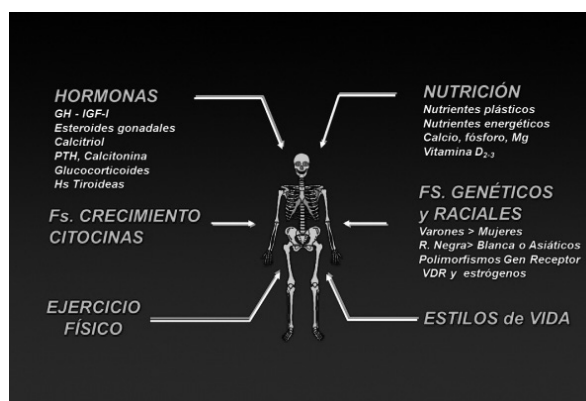 HORMONAS
GH - IGF-I
Esteroides gonadales
Calcitriol
PTH, Calcitonina
Glucocorticoides
Hs Tiroideas
Fs. CRECIMIENTO
CITOCINAS
EJERCICIO
FÍSICO
NUTRICIÓN
Nutrientes plásticos
Nutrientes energéticos
Calcio, fósforo, Mg
Vitamina D2-3
FS. GENÉTICOS
y RACIALES
Varones > Mujeres
R. Negra> Blanca o Asiáticos
Polimorfismos Gen Receptor
VDR y estrógenos
ESTILOS de VIDA